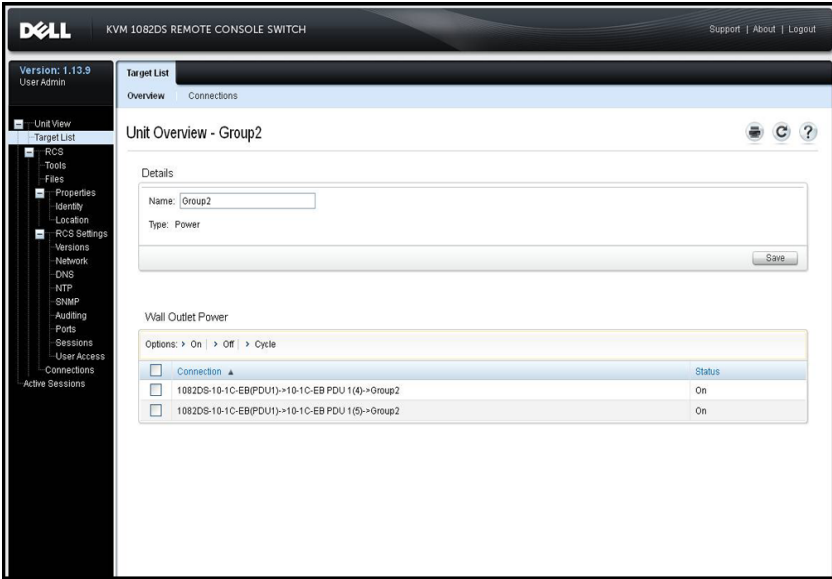 DELL
KVM 1082DS REMOTE CONSOLE SWITCH
Support | About | Logout
Version: 1.13.9
User Admin
Target List
Overview
Connections
Unit View
Target List
RCS
Tools
Files
Properties
Identity
Location
RCS Settings
Versions
Network
DNS
NTP
SNMP
Auditing
Ports
Sessions
User Access
Connections
Active Sessions
Unit Overview - Group2
Details
Name: Group2
Type: Power
Save
Wall Outlet Power
Options: > On | > Off | > Cycle
Connection ▲ Status
1082DS-10-1C-EB(PDU1)->10-1C-EB PDU 1(4)->Group2 On
1082DS-10-1C-EB(PDU1)->10-1C-EB PDU 1(5)->Group2 On